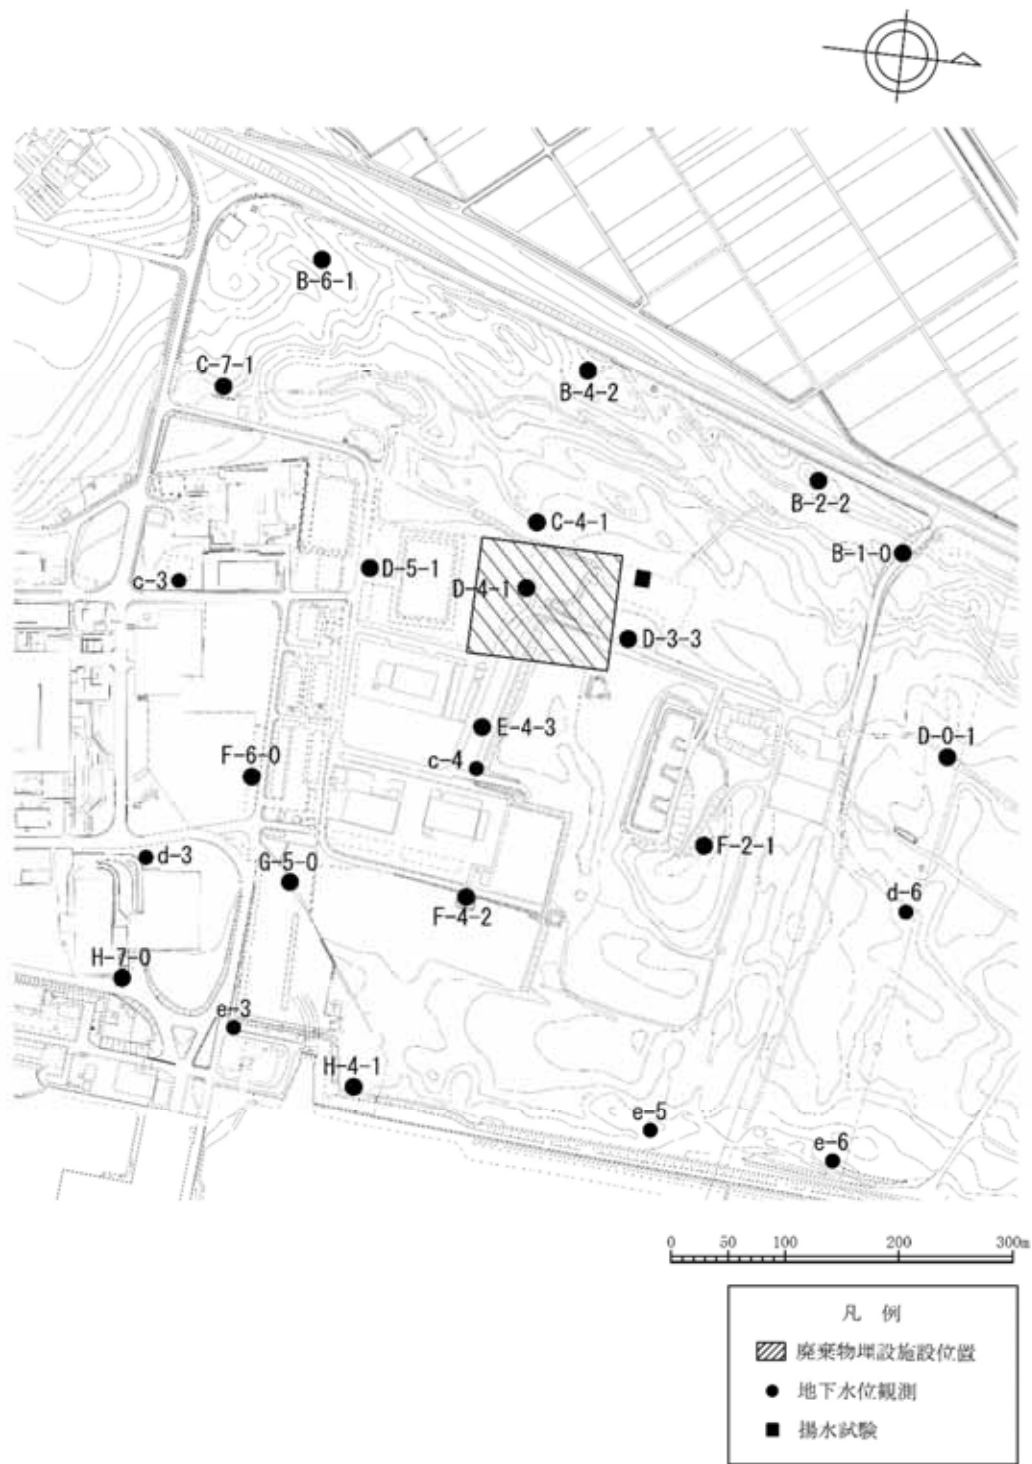 B-6-1
C-7-1
B-4-2
B-2-2
C-4-1
B-1-0
D-5-1
c-3
D-4-1
D-3-3
E-4-3
D-0-1
F-6-0
c-4
F-2-1
d-3
G-5-0
F-4-2
d-6
H-7-0
e-3
H-4-1
e-5
e-6
0 50 100 200 300m
凡 例
廃棄物埋設施設位置
地下水位観測
揚水試験